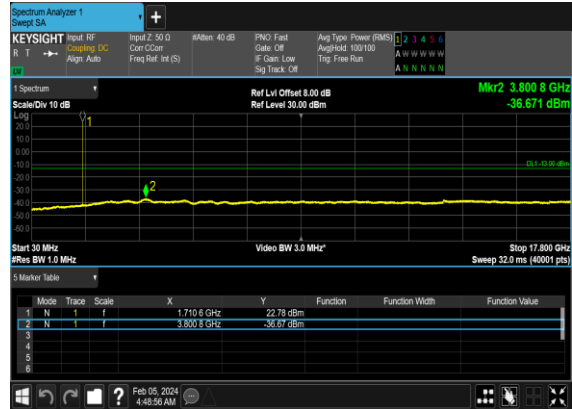 Spectrum Analyzer 1
Swept SA
+
KEYSIGHT Input: RF Input Z: 50 Ω #Atten: 40 dB PNO: Fast Avg Type: Power (RMS) 1 2 3 4 5 6
R T Coupling: DC Corr CCorr Gate: Off Avg|Hold: 100/100 A W W W W W
Align: Auto Freq Ref: Int (S) IF Gain: Low Trig: Free Run
Sig Track: Off A N N N N N
1 Spectrum Ref Lvl Offset 8.00 dB Mkr2 3.800 8 GHz
Scale/Div 10 dB Ref Level 30.00 dBm -36.671 dBm
Log
1
20.0
10.0
0.00
-10.0
DL1 -13.00 dBm
-20.0
2
-30.0
-40.0
-50.0
-60.0
Start 30 MHz Video BW 3.0 MHz* Stop 17.800 GHz
#Res BW 1.0 MHz Sweep 32.0 ms (40001 pts)
5 Marker Table
Mode Trace Scale X Y Function Function Width Function Value
1 N 1 f 1.710 6 GHz 22.78 dBm
2 N 1 f 3.800 8 GHz -36.67 dBm
3
4
5
6
? Feb 05, 2024
4:48:56 AM